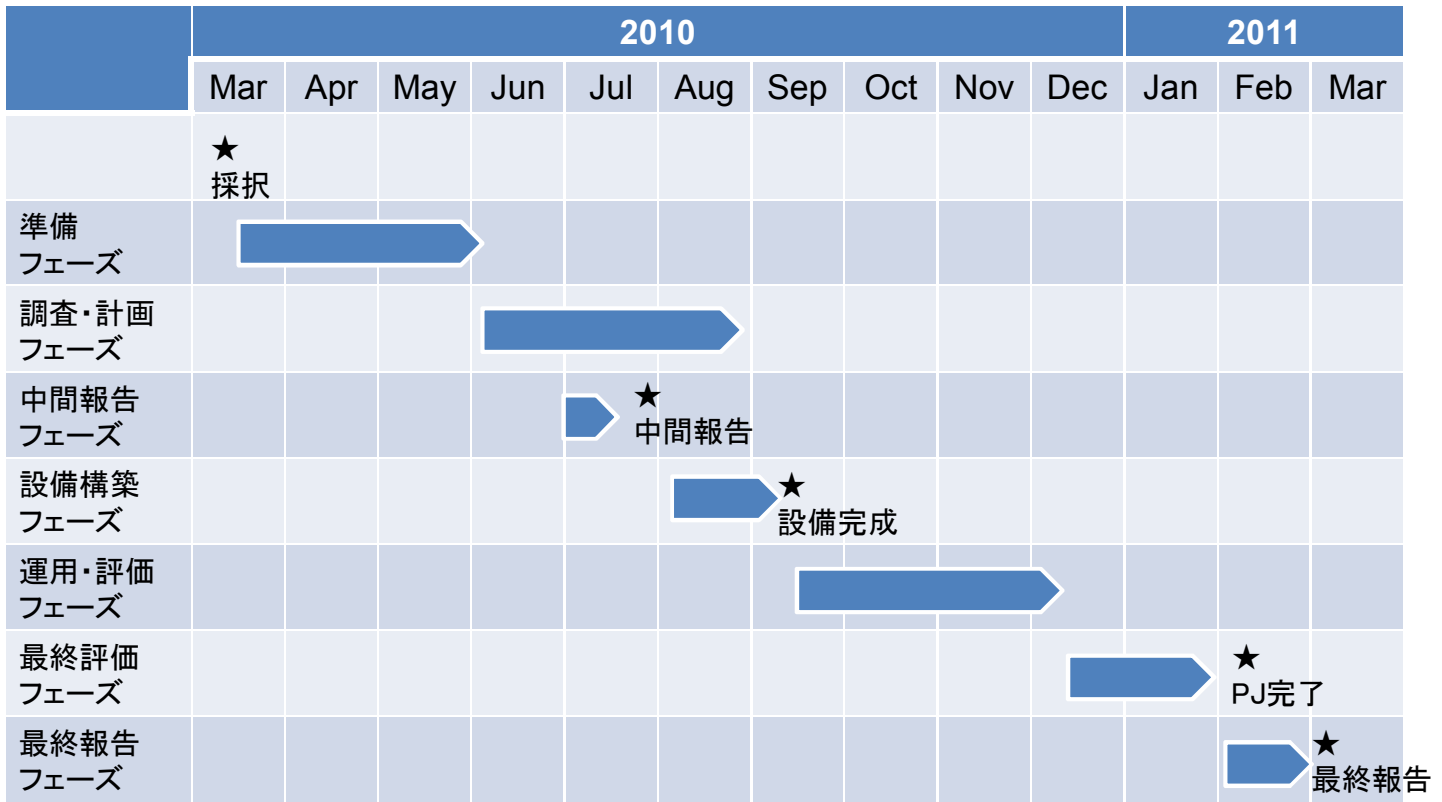 2010 2011
Mar Apr May Jun Jul Aug Sep Oct Nov Dec Jan Feb Mar
★
採択
準備
フェーズ
調査・計画
フェーズ
中間報告
フェーズ
★
中間報告
設備構築
フェーズ
★
設備完成
運用・評価
フェーズ
最終評価
フェーズ
★
PJ完了
最終報告
フェーズ
★
最終報告